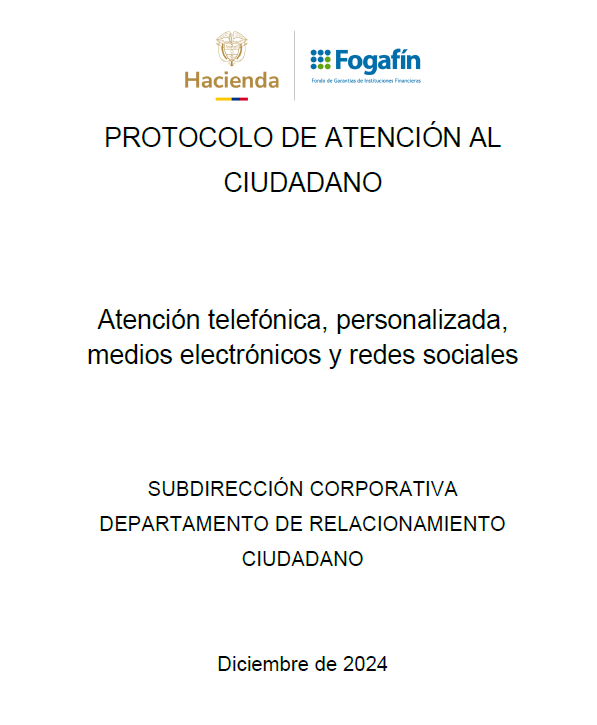 Hacienda
Fogafín
Fondo de Garantías de Instituciones Financieras
PROTOCOLO DE ATENCIÓN AL
CIUDADANO
Atención telefónica, personalizada,
medios electrónicos y redes sociales
SUBDIRECCIÓN CORPORATIVA
DEPARTAMENTO DE RELACIONAMIENTO
CIUDADANO
Diciembre de 2024